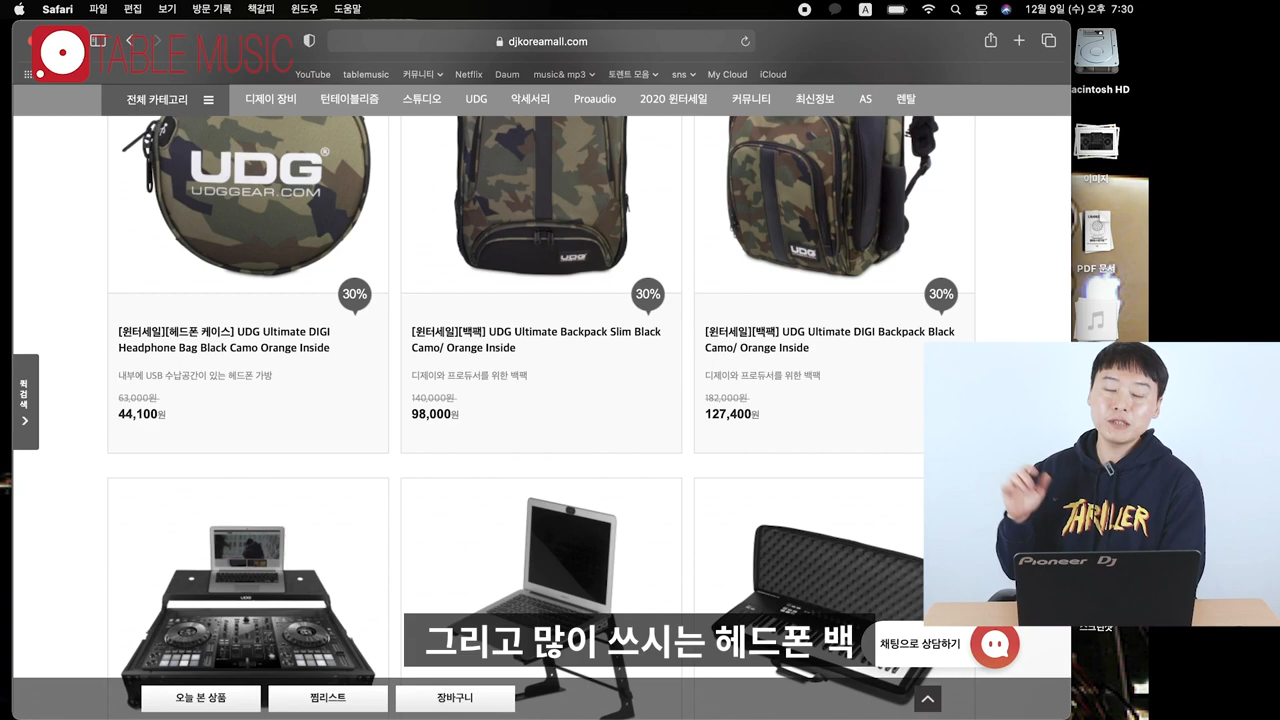 Safari 파일 편집 보기 방문 기록 책갈피 윈도우 도움말
A 12월 9일 (수) 오후 7:30
TABLE MUSIC
djkoreamall.com
YouTube tablemusic 커뮤니티 Netflix Daum music& mp3 토렌트 모음 sns My Cloud iCloud
전체 카테고리 디제이 장비 턴테이블리즘 스튜디오 UDG 악세서리 Proaudio 2020 윈터세일 커뮤니티 최신정보 AS 렌탈
acintosh HD
이미지
PDF 문서
UDG®
UDGGEAR.COM
UDG
UDG
30%
30%
30%
[윈터세일][헤드폰 케이스] UDG Ultimate DIGI
Headphone Bag Black Camo Orange Inside
내부에 USB 수납공간이 있는 헤드폰 가방
63,000원
44,100원
[윈터세일][백팩] UDG Ultimate Backpack Slim Black
Camo/ Orange Inside
디제이와 프로듀서를 위한 백팩
140,000원
98,000원
[윈터세일][백팩] UDG Ultimate DIGI Backpack Black
Camo/ Orange Inside
디제이와 프로듀서를 위한 백팩
182,000원
127,400원
퀵검색
THRILLER
Pioneer Dj
UDG
그리고 많이 쓰시는 헤드폰 백
채팅으로 상담하기
오늘 본 상품 찜리스트 장바구니